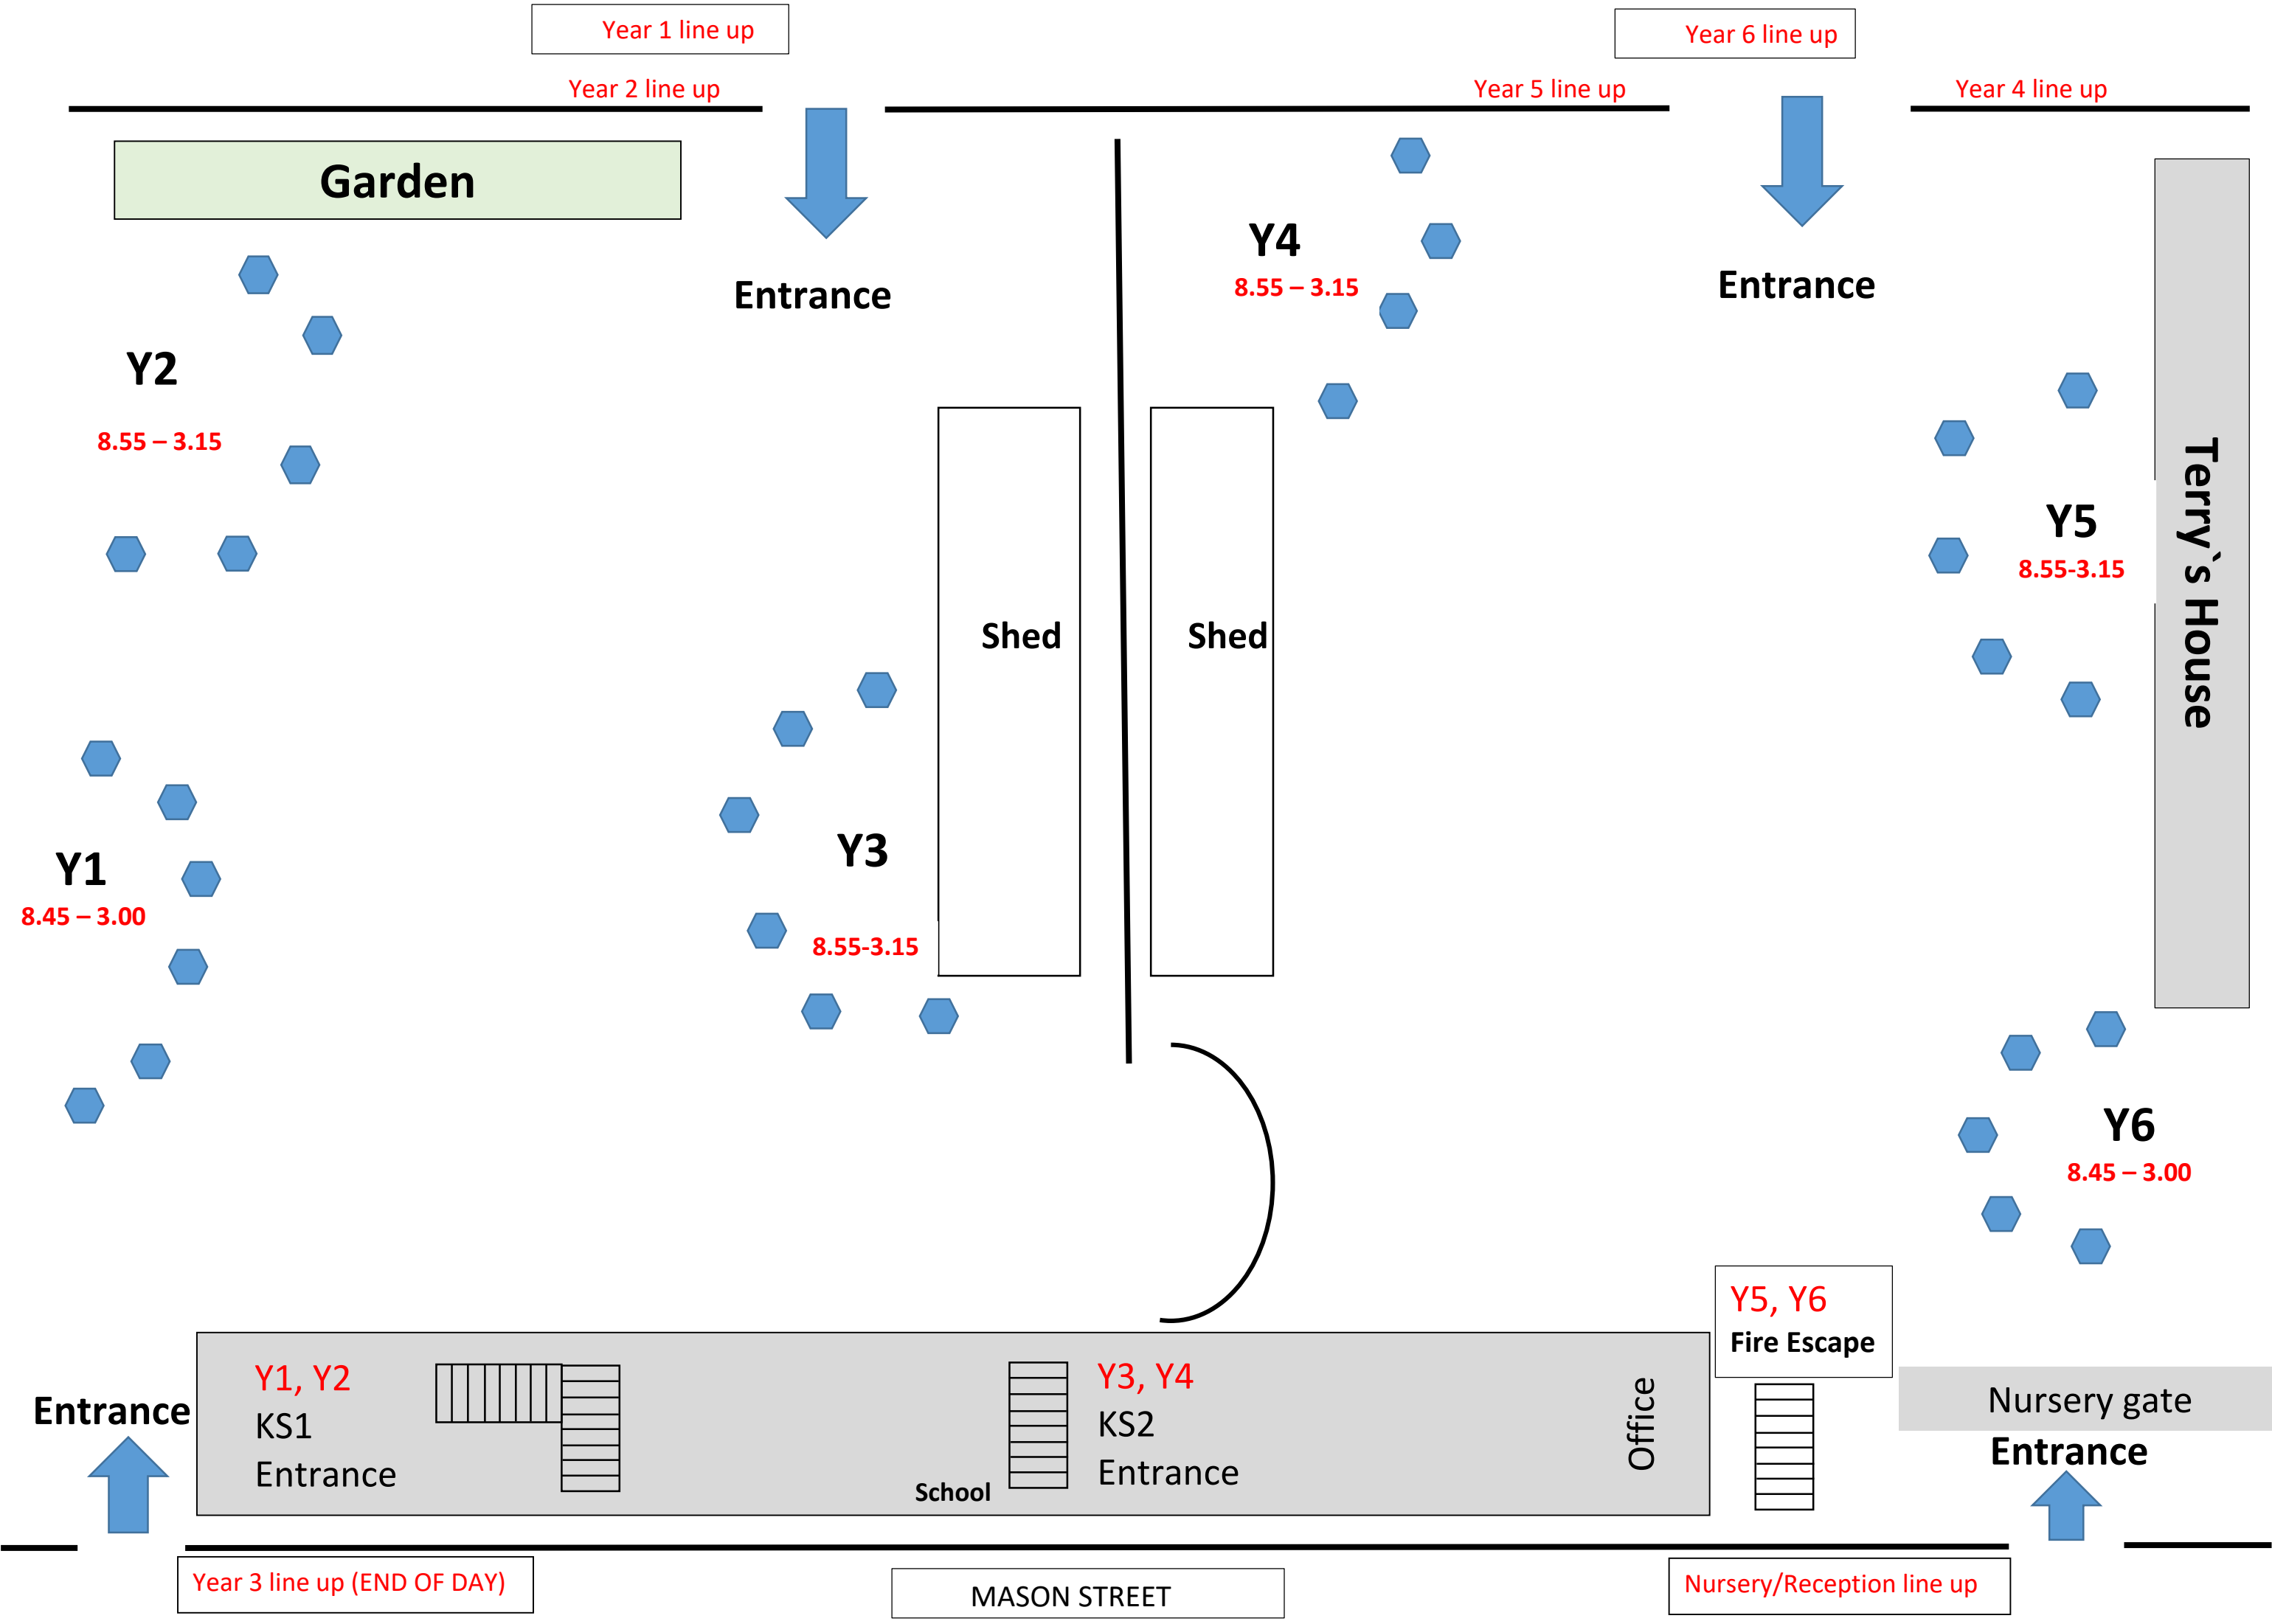 Year 1 line up
Year 6 line up
Year 2 line up
Year 5 line up
Year 4 line up
Garden
Entrance
Y4
8.55 – 3.15
Entrance
Y2
8.55 – 3.15
Terry`s House
Y5
8.55-3.15
Shed
Shed
Y1
8.45 – 3.00
Y3
8.55-3.15
Y6
8.45 – 3.00
Y5, Y6
Fire Escape
Entrance
Y1, Y2
KS1
Entrance
School
Y3, Y4
KS2
Entrance
Office
Nursery gate
Entrance
Year 3 line up (END OF DAY)
MASON STREET
Nursery/Reception line up